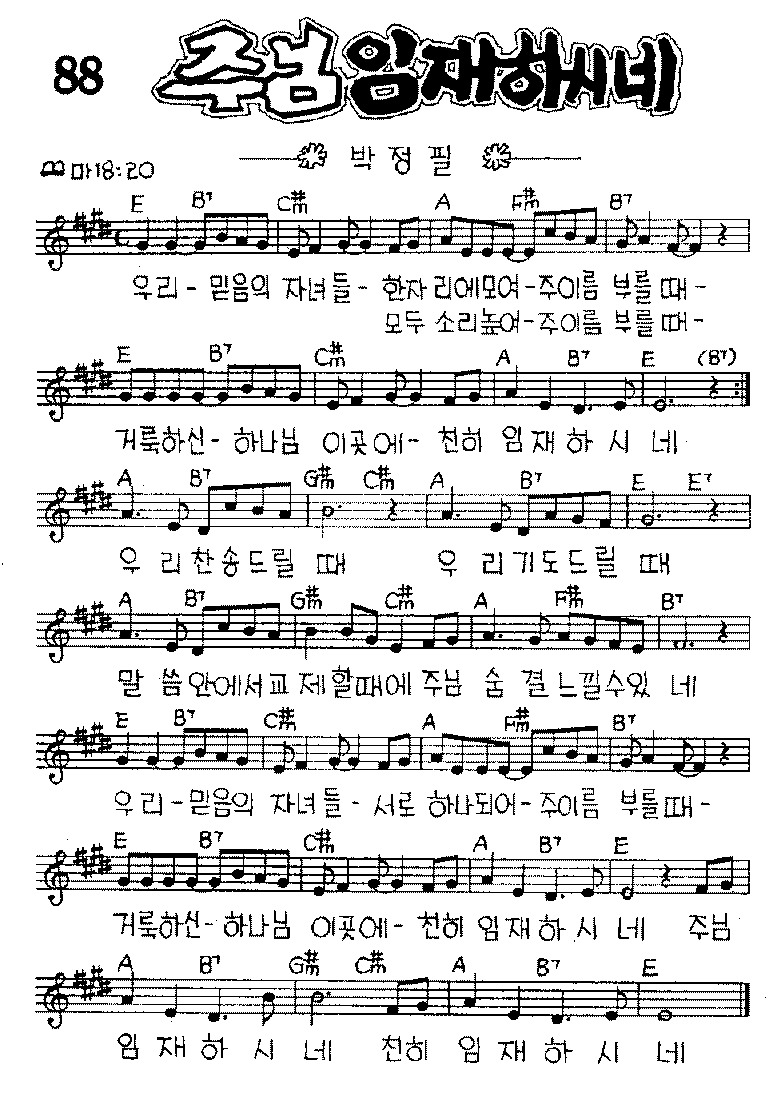 88 주님 임재하시네
박정필
마18:20
E B7 C#m A F#m B7
우리 - 믿음의 자녀들 - 한자리에모여-주이름 부를때-
모두 소리높여-주이름 부를때-
E B7 C#m A B7 E (B7)
거룩하신- 하나님 이곳에- 친히 임재하시네
A B7 G#m C#m A B7 E E7
우리찬송드릴 때 우리기도드릴 때
A B7 G#m C#m A F#m B7
말씀안에서교제할때에 주님 숨결느낄수있네
E B7 C#m A F#m B7
우리-믿음의 자녀들- 서로 하나되어-주이름 부를때-
E B7 C#m A B7 E
거룩하신-하나님 이곳에- 친히 임재하시네 주님
A B7 G#m C#m A B7 E
임재하시네 친히 임재하시네